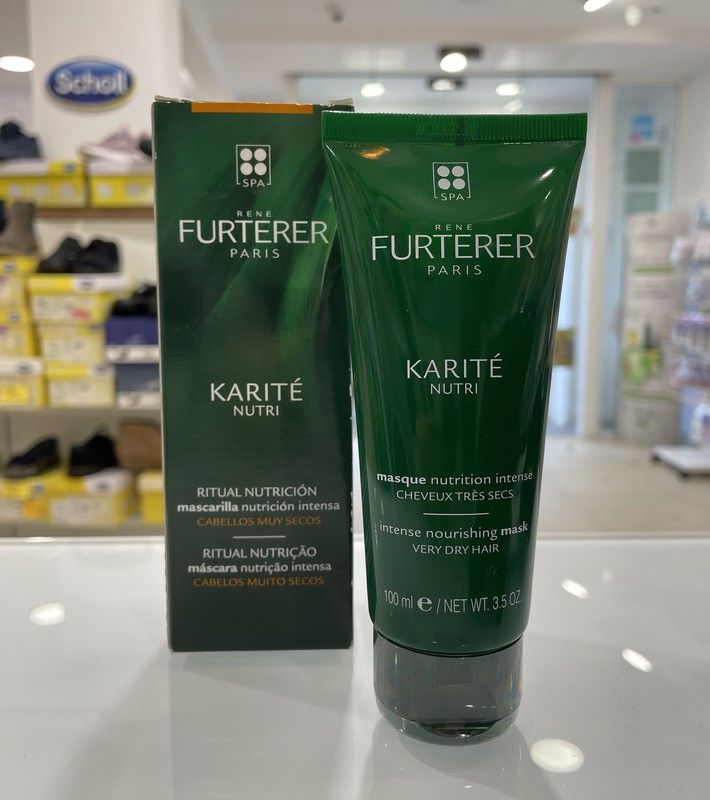 Scholl
SPA
RENE
FURTERER
PARIS
KARITÉ
NUTRI
RITUAL NUTRICIÓN
mascarilla nutrición intensa
CABELLOS MUY SECOS
RITUAL NUTRIÇÃO
máscara nutrição intensa
CABELOS MUITO SECOS
SPA
RENE
FURTERER
PARIS
KARITÉ
NUTRI
masque nutrition intense
CHEVEUX TRÈS SECS
intense nourishing mask
VERY DRY HAIR
100 ml e / NET WT. 3.5 OZ